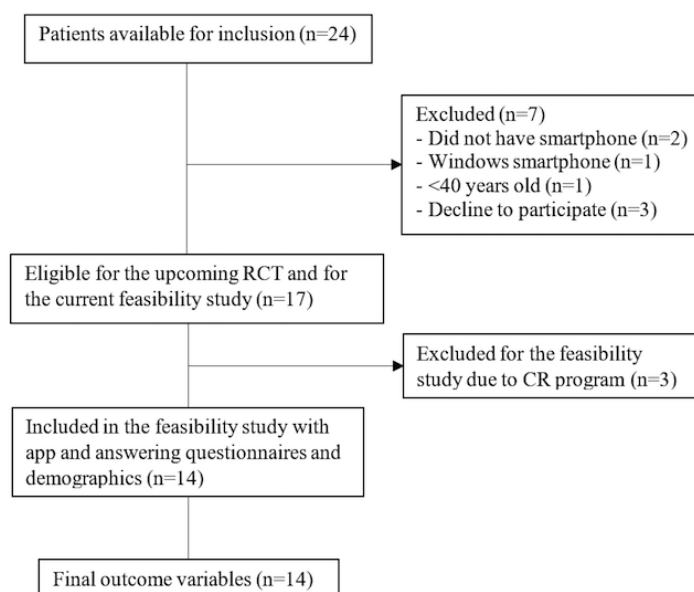 Patients available for inclusion (n=24)
Excluded (n=7)
- Did not have smartphone (n=2)
- Windows smartphone (n=1)
- <40 years old (n=1)
- Decline to participate (n=3)
Eligible for the upcoming RCT and for
the current feasibility study (n=17)
Excluded for the feasibility
study due to CR program (n=3)
Included in the feasibility study with
app and answering questionnaires and
demographics (n=14)
Final outcome variables (n=14)